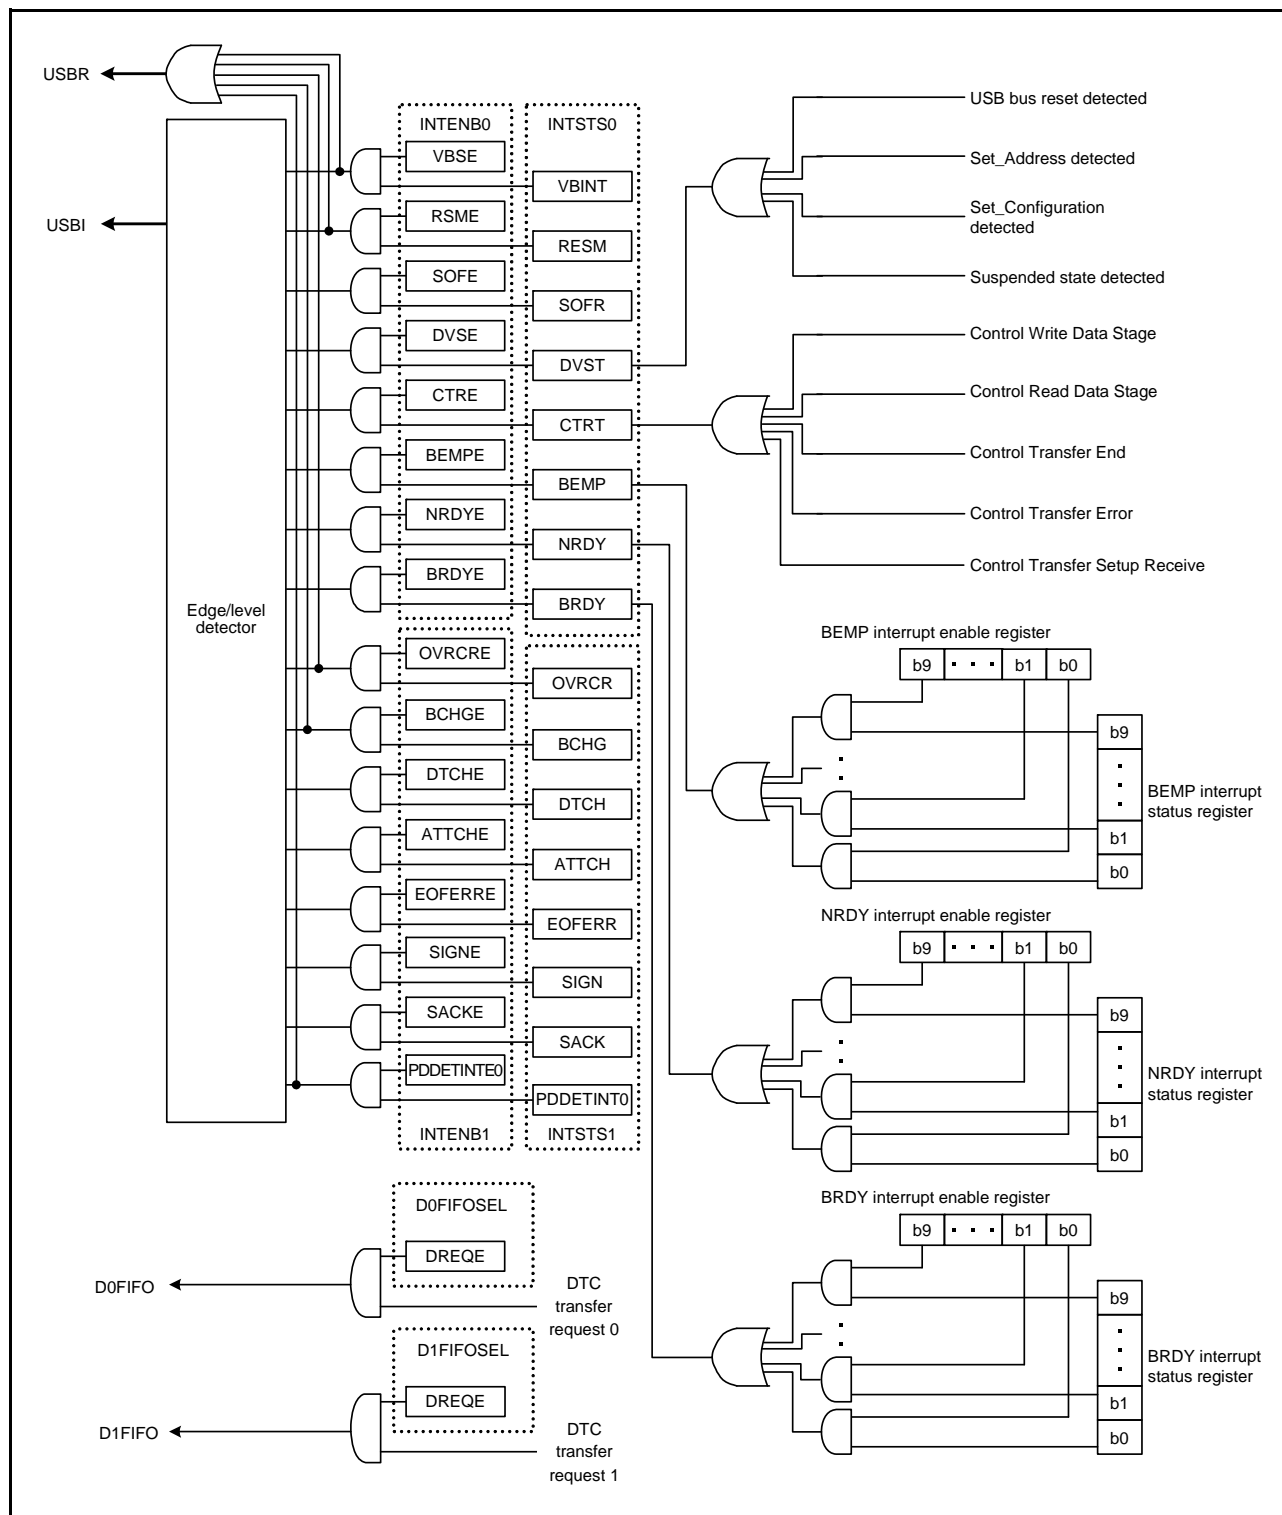 USBR
USBI
Edge/level
detector
INTENB0
VBSE
RSME
SOFE
DVSE
CTRE
BEMPE
NRDYE
BRDYE
INTSTS0
VBINT
RESM
SOFR
DVST
CTRT
BEMP
NRDY
BRDY
OVRCRE
BCHGE
DTCHE
ATTCHE
EOFERRE
SIGNE
SACKE
PDDETINTE0
INTENB1
OVRCR
BCHG
DTCH
ATTCH
EOFERR
SIGN
SACK
PDDETINT0
INTSTS1
USB bus reset detected
Set_Address detected
Set_Configuration
detected
Suspended state detected
Control Write Data Stage
Control Read Data Stage
Control Transfer End
Control Transfer Error
Control Transfer Setup Receive
BEMP interrupt enable register
b9 · · · b1 b0
b9
·
·
·
b1
b0
BEMP interrupt
status register
NRDY interrupt enable register
b9 · · · b1 b0
b9
·
·
·
b1
b0
NRDY interrupt
status register
BRDY interrupt enable register
b9 · · · b1 b0
b9
·
·
·
b1
b0
BRDY interrupt
status register
D0FIFOSEL
DREQE
D0FIFO
DTC
transfer
request 0
D1FIFOSEL
DREQE
D1FIFO
DTC
transfer
request 1